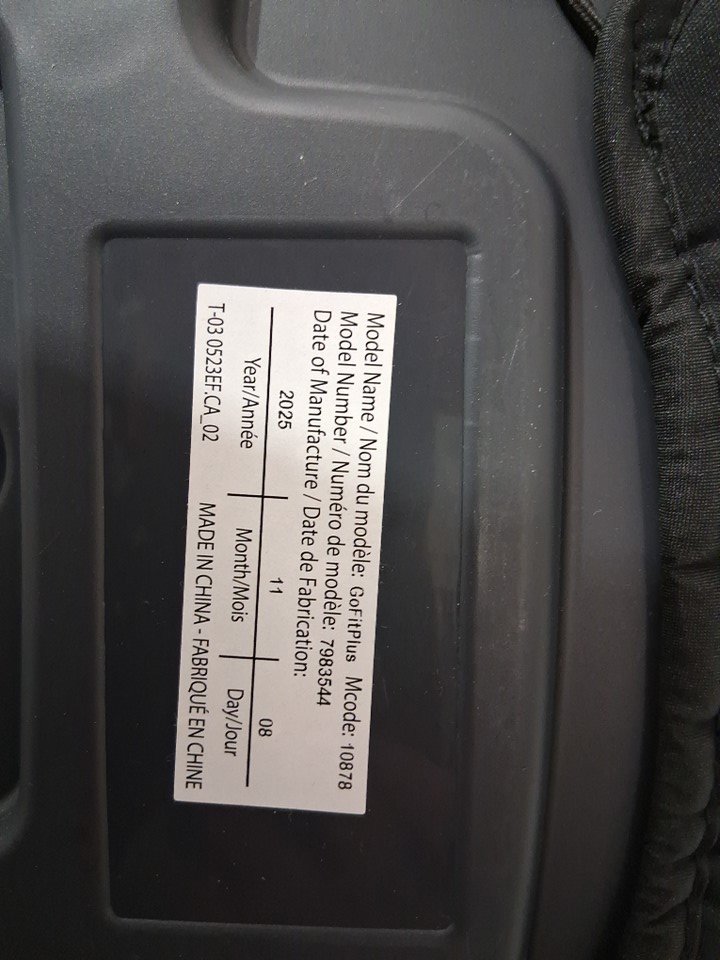 Model Name / Nom du modèle: GoFitPlus Mcode: 10878
Model Number / Numéro de modèle: 7983544
Date of Manufacture / Date de Fabrication:
2025 11 08
Year/Année Month/Mois Day/Jour
T-03 0523EF.CA_02 MADE IN CHINA - FABRIQUÉ EN CHINE